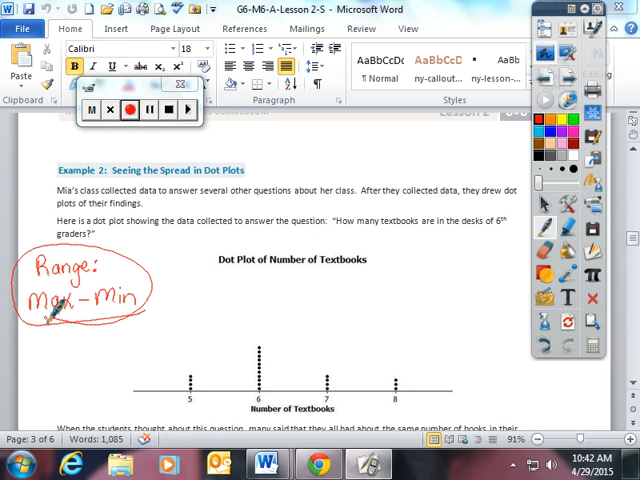 G6-M6-A-Lesson 2-S - Microsoft Word
File Home Insert Page Layout References Mailings Review View
Calibri 18
AaBbCcDc AaBbCc AaBbCcD
Paste
¶ Normal ny-callout... ny-lesson-...
Editing
Clipboard Paragraph Styles
M
Lesson 2
Example 2: Seeing the Spread in Dot Plots
Mia's class collected data to answer several other questions about her class. After they collected data, they drew dot
plots of their findings.
Here is a dot plot showing the data collected to answer the question: “How many textbooks are in the desks of 6th
graders?”
Range:
Max - Min
Dot Plot of Number of Textbooks
5 6 7 8
Number of Textbooks
When the students thought about this question, many said that they all had about the same number of books in their
Page: 3 of 6 Words: 1,085 91%
10:42 AM
4/29/2015